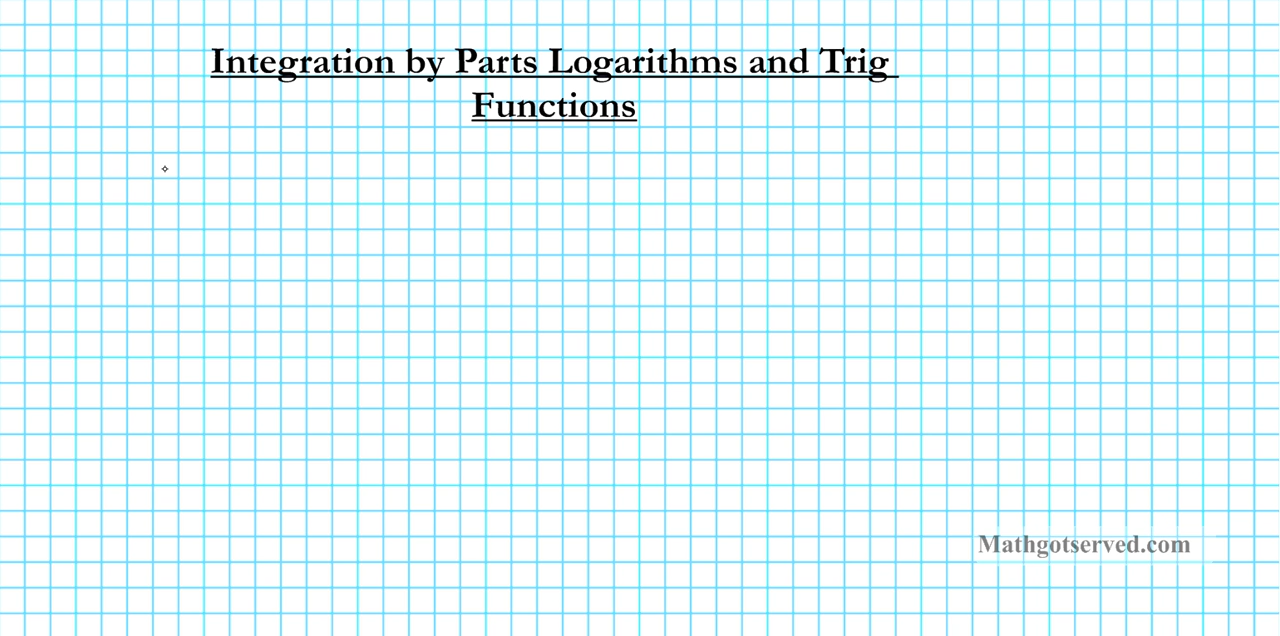 Integration by Parts Logarithms and Trig
Functions
Mathgotserved.com